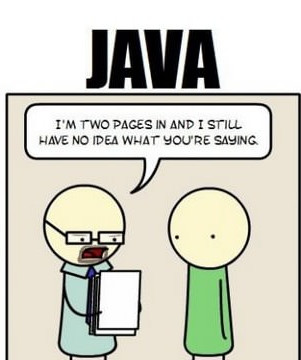 JAVA
I'M TWO PAGES IN AND I STILL
HAVE NO IDEA WHAT YOU'RE SAYING.